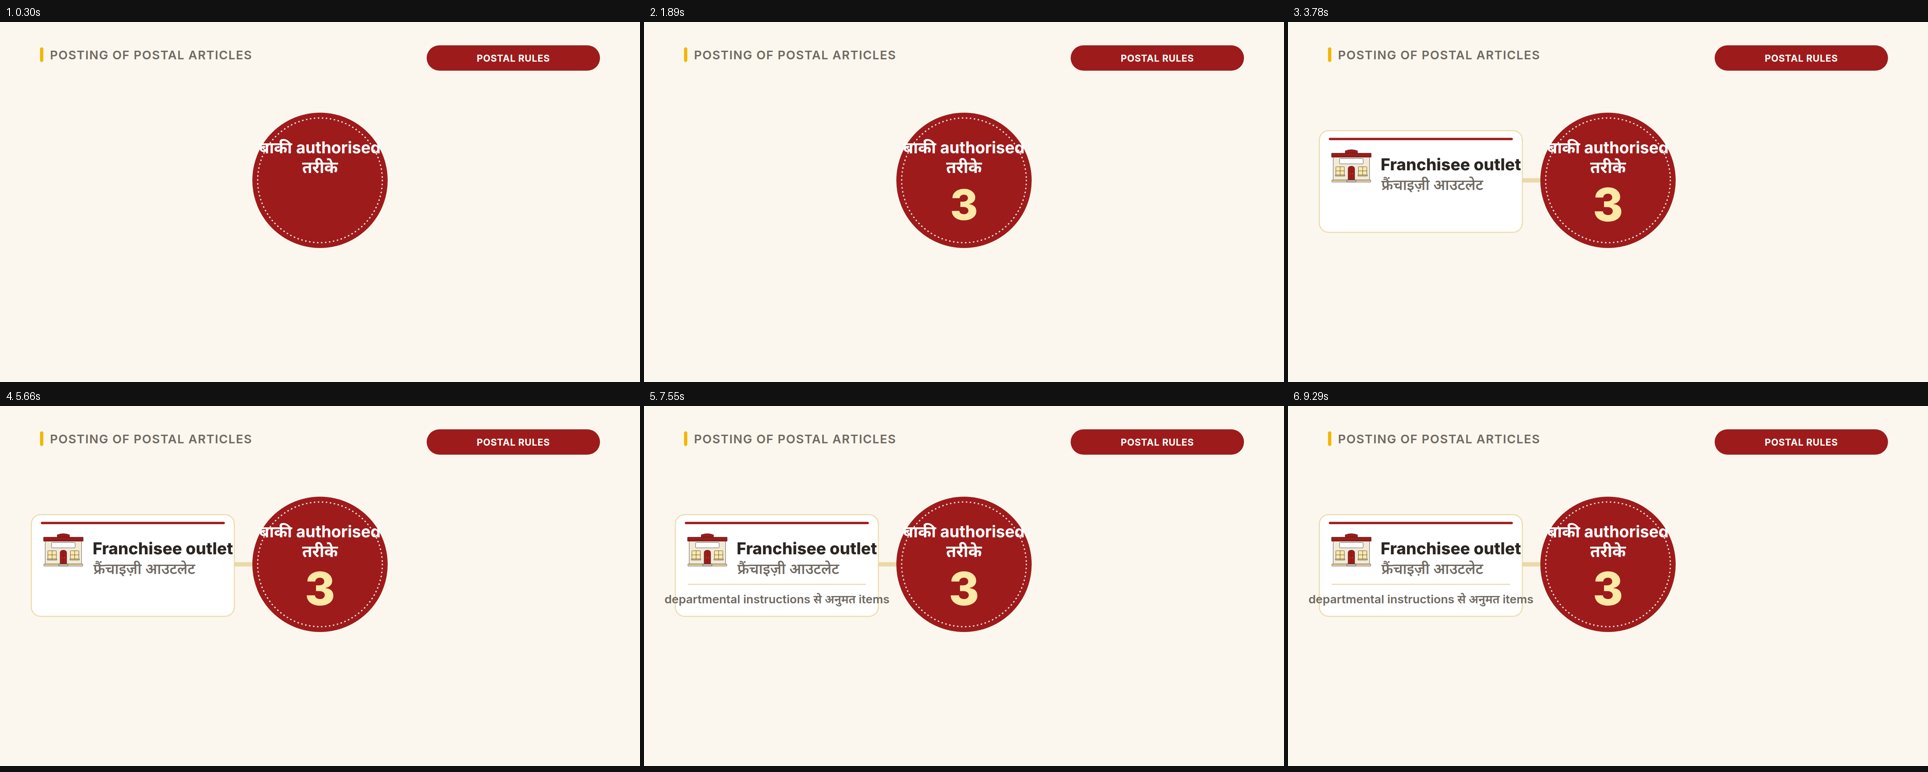 1. 0.30s
POSTING OF POSTAL ARTICLES
POSTAL RULES
बाकी authorised
तरीके
2. 1.89s
POSTING OF POSTAL ARTICLES
POSTAL RULES
बाकी authorised
तरीके
3
3. 3.78s
POSTING OF POSTAL ARTICLES
POSTAL RULES
Franchisee outlet
फ्रैंचाइज़ी आउटलेट
बाकी authorised
तरीके
3
4. 5.66s
POSTING OF POSTAL ARTICLES
POSTAL RULES
Franchisee outlet
फ्रैंचाइज़ी आउटलेट
बाकी authorised
तरीके
3
5. 7.55s
POSTING OF POSTAL ARTICLES
POSTAL RULES
Franchisee outlet
फ्रैंचाइज़ी आउटलेट
departmental instructions से अनुमत items
बाकी authorised
तरीके
3
6. 9.29s
POSTING OF POSTAL ARTICLES
POSTAL RULES
Franchisee outlet
फ्रैंचाइज़ी आउटलेट
departmental instructions से अनुमत items
बाकी authorised
तरीके
3